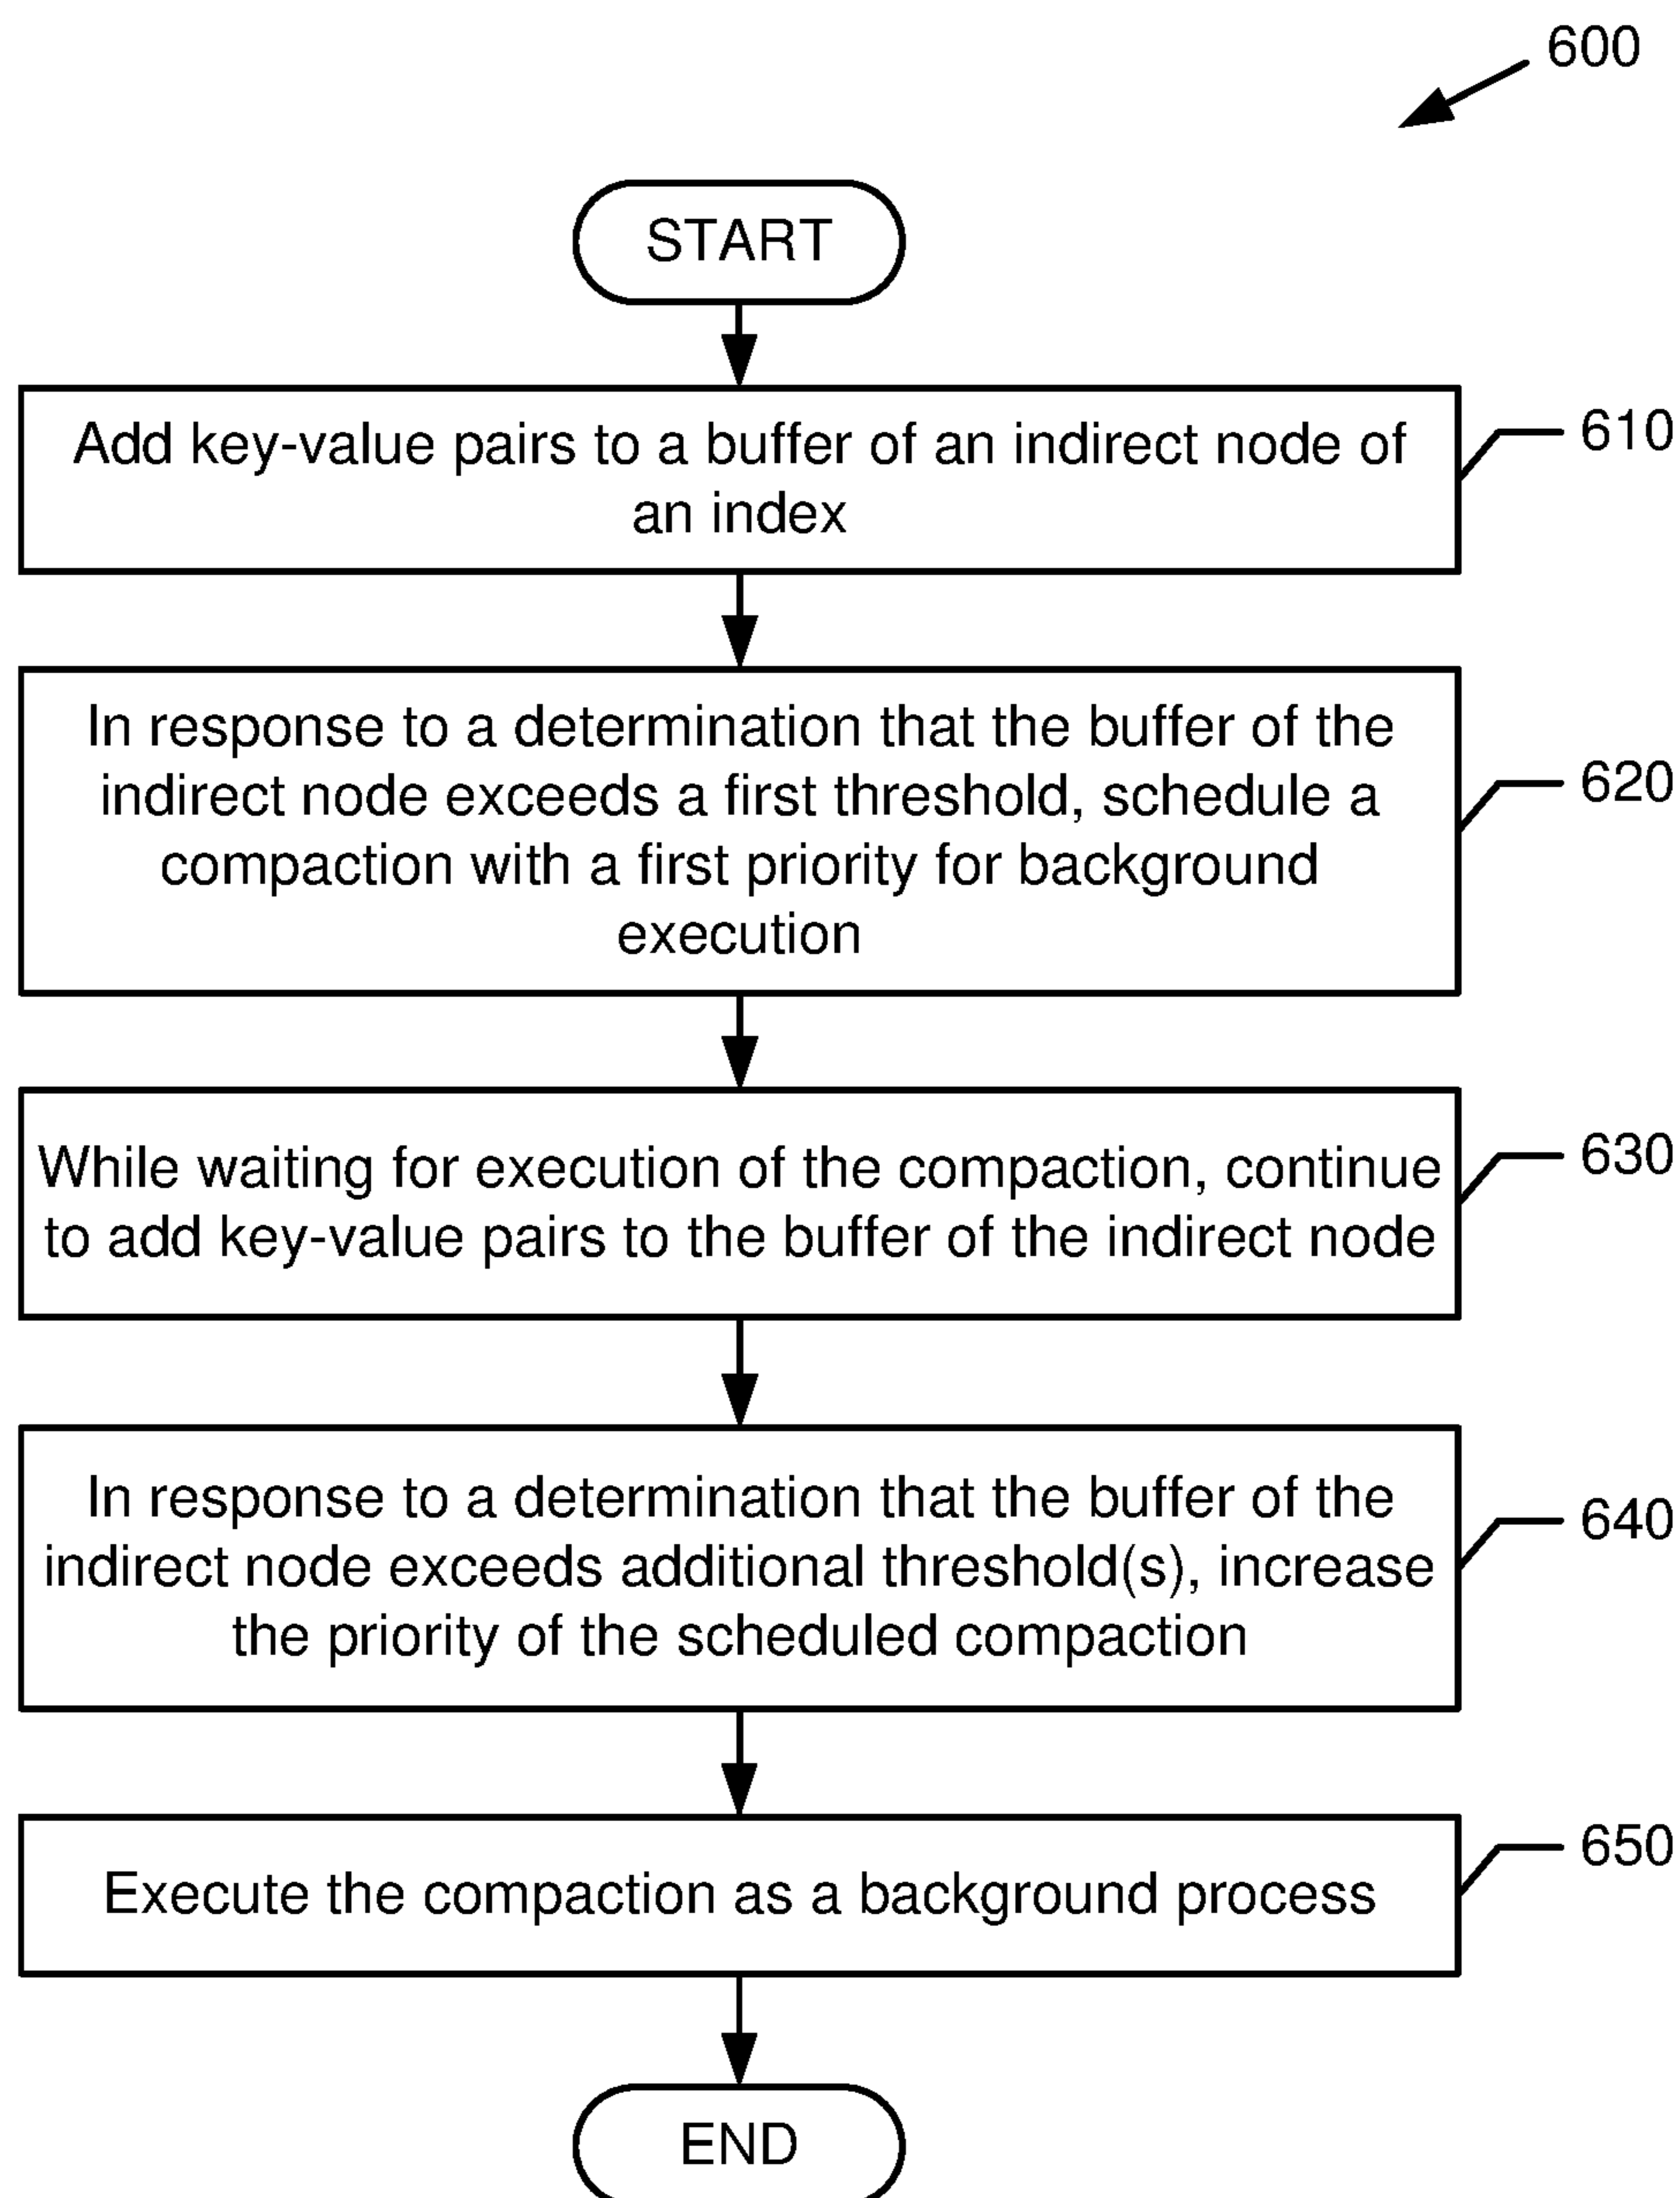 600
START
Add key-value pairs to a buffer of an indirect node of
an index
610
In response to a determination that the buffer of the
indirect node exceeds a first threshold, schedule a
compaction with a first priority for background
execution
620
While waiting for execution of the compaction, continue
to add key-value pairs to the buffer of the indirect node
630
In response to a determination that the buffer of the
indirect node exceeds additional threshold(s), increase
the priority of the scheduled compaction
640
Execute the compaction as a background process
650
END